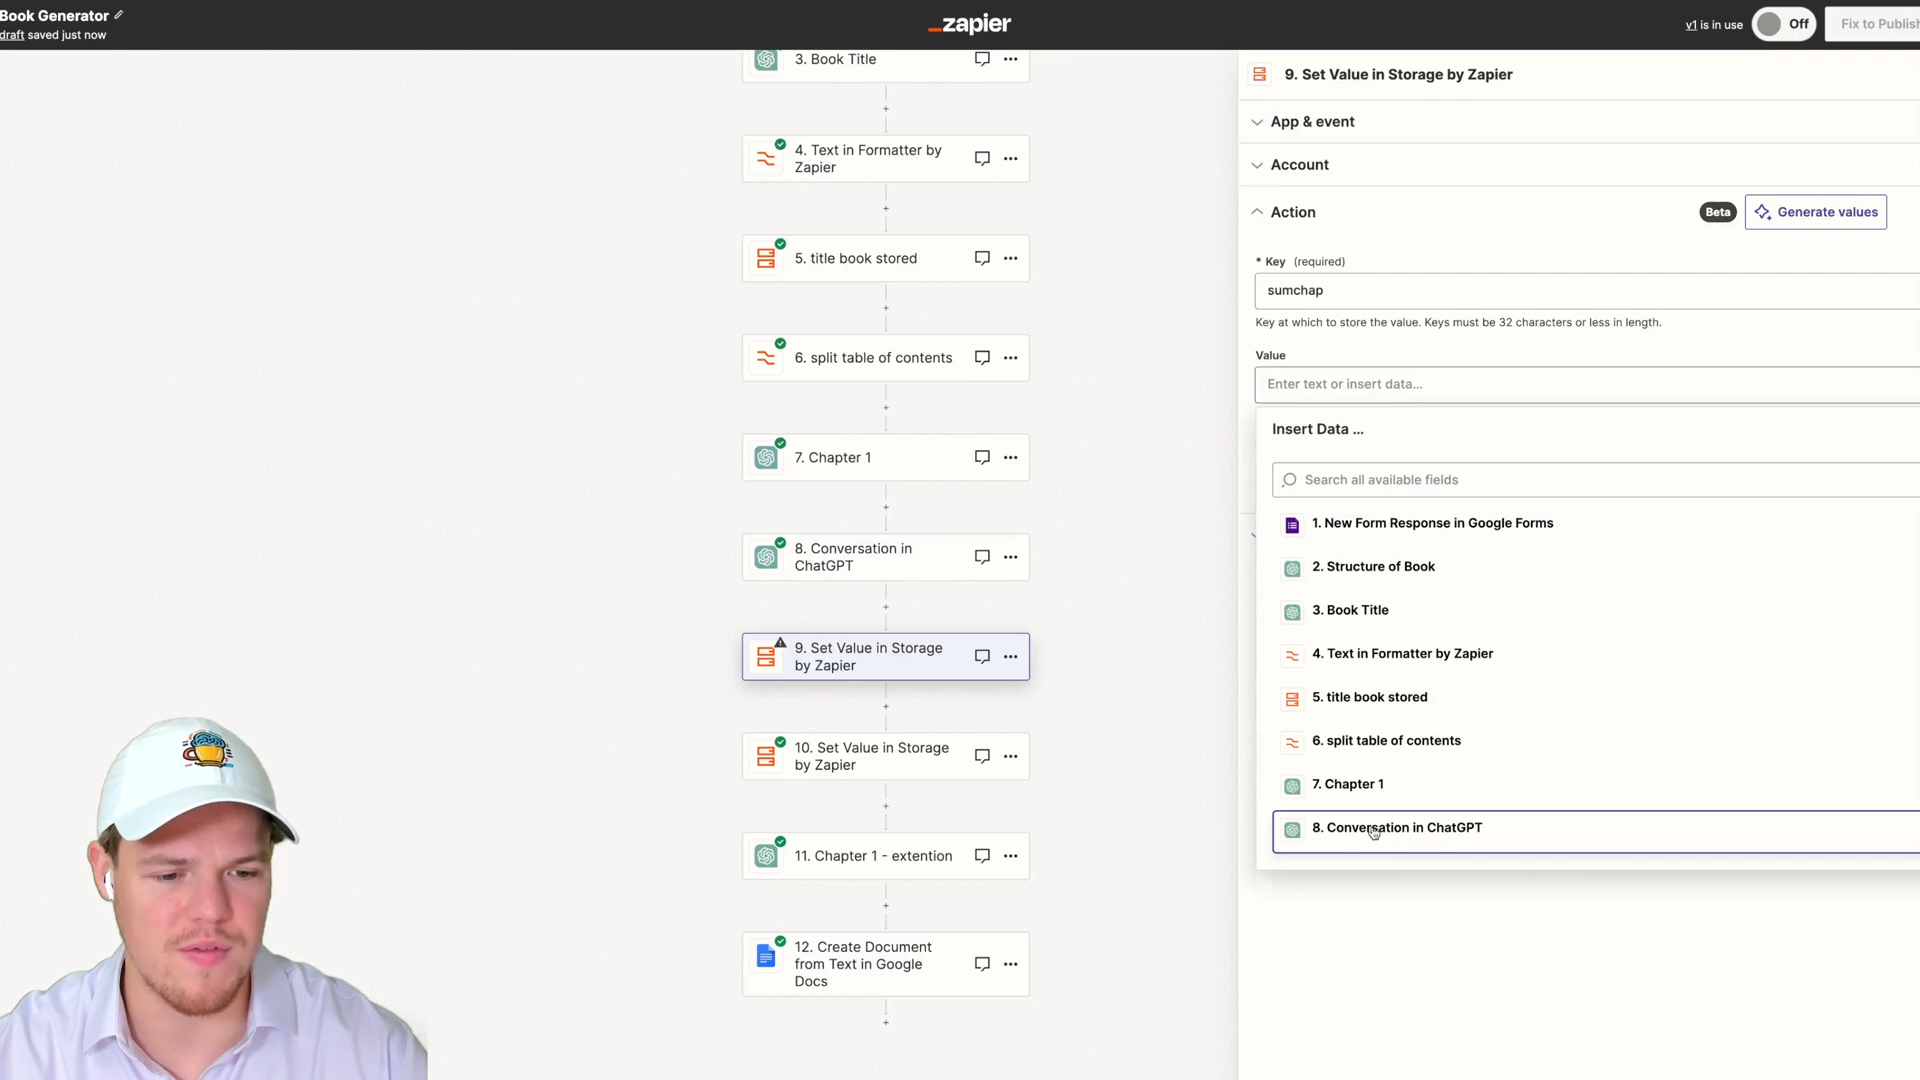 Book Generator
draft saved just now
_zapier
v1 is in use
Off
Fix to Publish
3. Book Title
4. Text in Formatter by
Zapier
5. title book stored
6. split table of contents
7. Chapter 1
8. Conversation in
ChatGPT
9. Set Value in Storage
by Zapier
10. Set Value in Storage
by Zapier
11. Chapter 1 - extention
12. Create Document
from Text in Google
Docs
9. Set Value in Storage by Zapier
App & event
Account
Action
Beta
Generate values
* Key (required)
sumchap
Key at which to store the value. Keys must be 32 characters or less in length.
Value
Enter text or insert data...
Insert Data ...
Search all available fields
1. New Form Response in Google Forms
2. Structure of Book
3. Book Title
4. Text in Formatter by Zapier
5. title book stored
6. split table of contents
7. Chapter 1
8. Conversation in ChatGPT